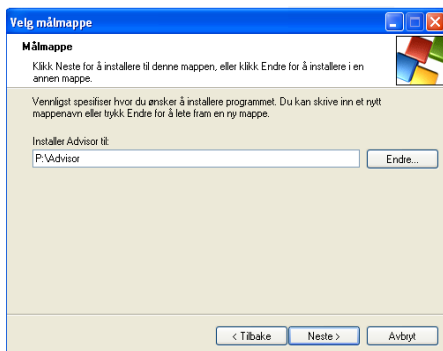 Velg målmappe
Målmappe
Klikk Neste for å installere til denne mappen, eller klikk Endre for å installere i en
annen mappe.
Vennligst spesifiser hvor du ønsker å installere programmet. Du kan skrive inn et nytt
mappenavn eller trykk Endre for å lete fram en ny mappe.
Installer Advisor til:
P:\Advisor
Endre...
< Tilbake
Neste >
Avbryt